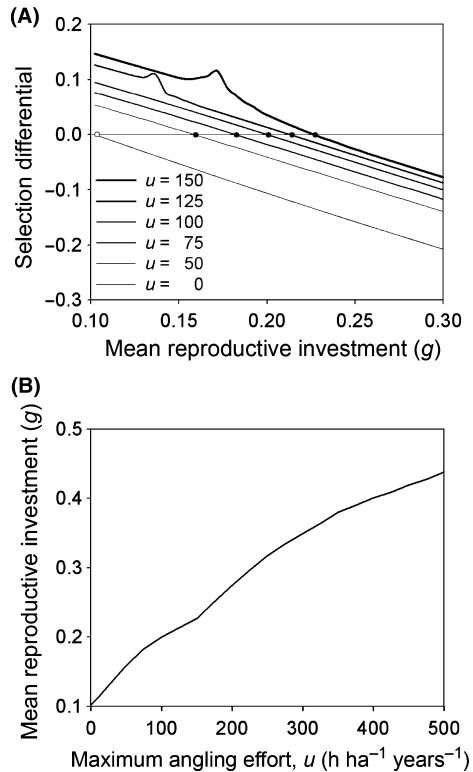 (A)
0.2
0.1
0.0
−0.1
−0.2
−0.3
Selection differential
u = 150
u = 125
u = 100
u = 75
u = 50
u = 0
0.10 0.15 0.20 0.25 0.30
Mean reproductive investment (g)
(B)
0.5
0.4
0.3
0.2
0.1
Mean reproductive investment (g)
0 100 200 300 400 500
Maximum angling effort, u (h ha⁻¹ years⁻¹)